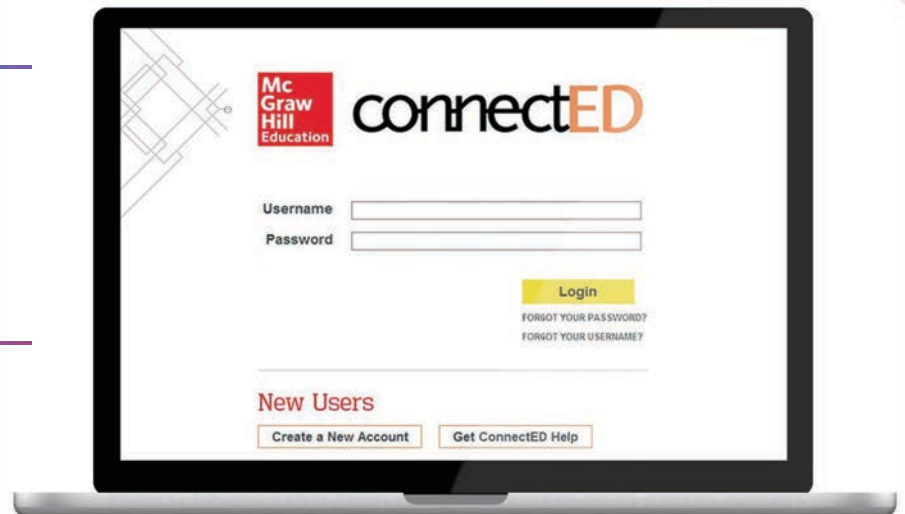 Mc
Graw
Hill
Education
connectED
Username
Password
Login
FORGOT YOUR PASSWORD?
FORGOT YOUR USERNAME?
New Users
Create a New Account Get ConnectED Help